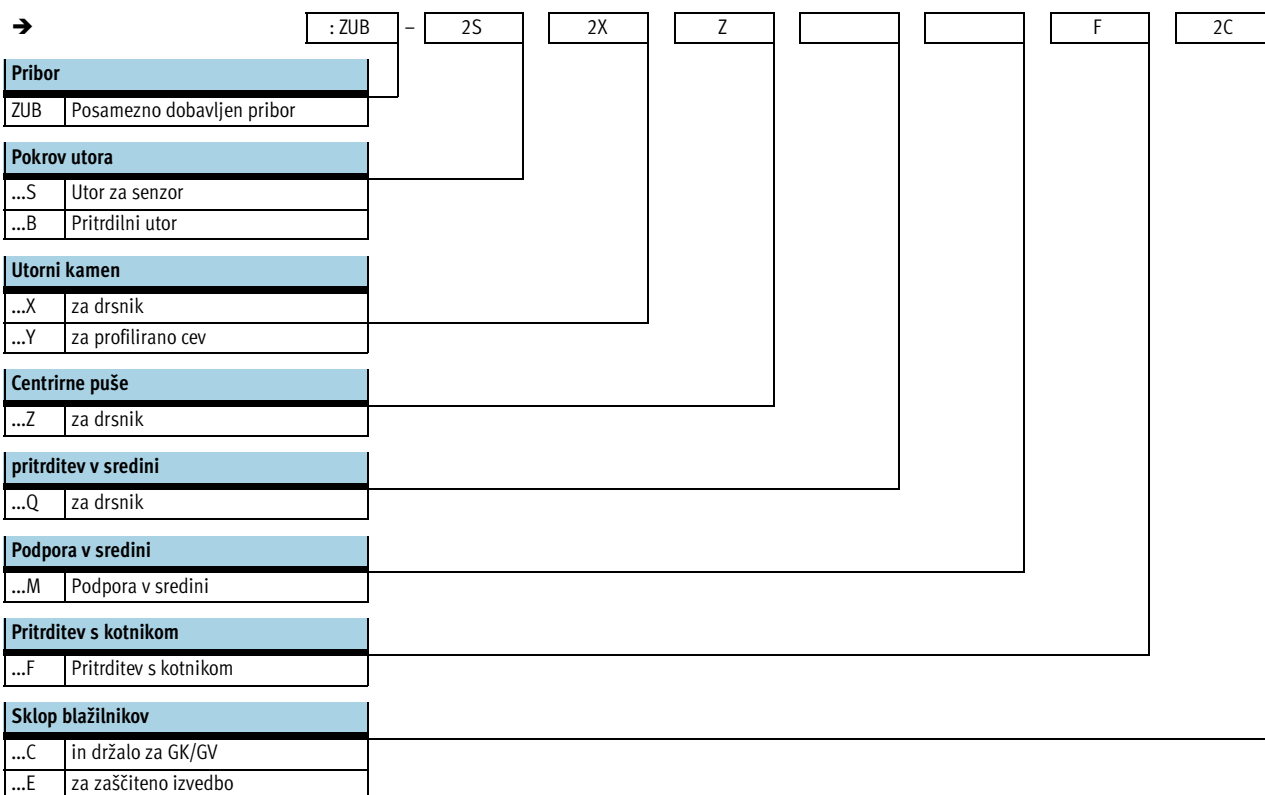 ➔ : ZUB – 2S 2X Z F 2C
Pribor
ZUB Posamezno dobavljen pribor
Pokrov utora
...S Utor za senzor
...B Pritrdilni utor
Utorni kamen
...X za drsnik
...Y za profilirano cev
Centrirne puše
...Z za drsnik
pritrditev v sredini
...Q za drsnik
Podpora v sredini
...M Podpora v sredini
Pritrditev s kotnikom
...F Pritrditev s kotnikom
Sklop blažilnikov
...C in držalo za GK/GV
...E za zaščiteno izvedbo